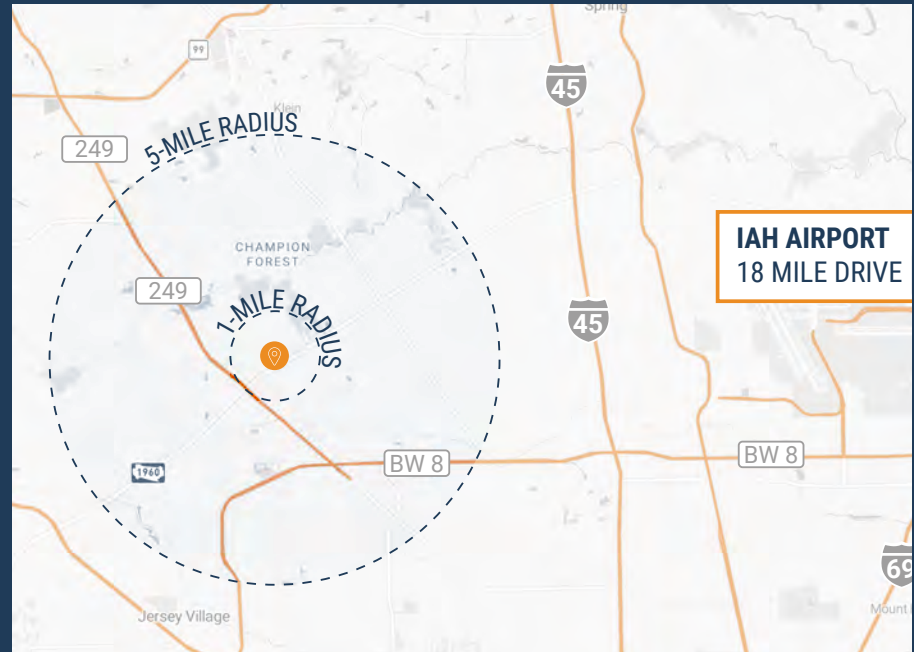 Spring
99
45
Klein
5-MILE RADIUS
249
IAH AIRPORT
18 MILE DRIVE
CHAMPION
FOREST
249
1-MILE RADIUS
45
BW 8
BW 8
1960
69
Jersey Village
Mount